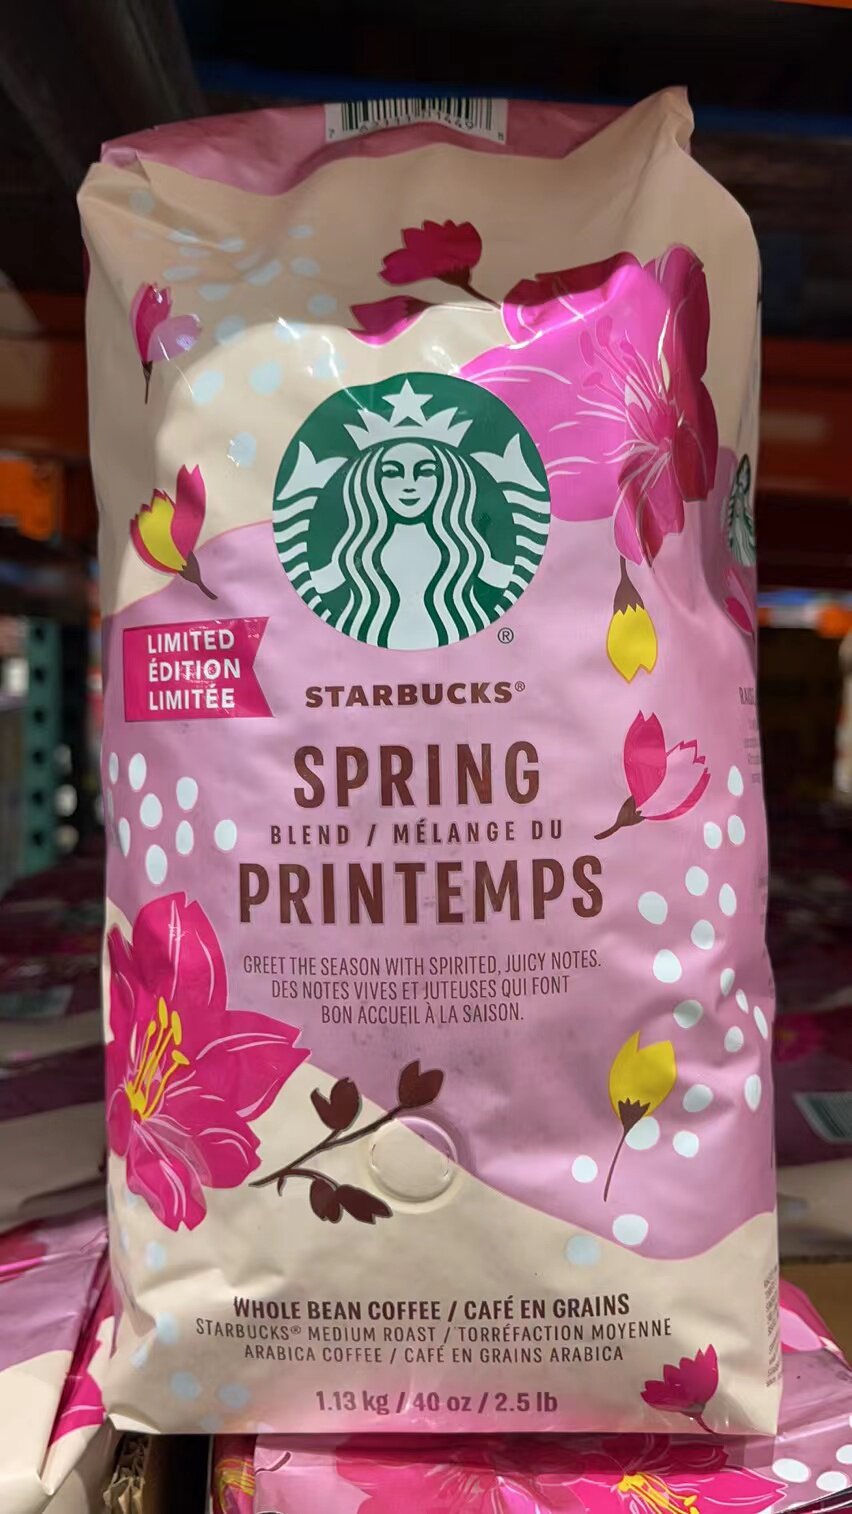 LIMITED
ÉDITION
LIMITÉE
®
STARBUCKS®
SPRING
BLEND / MÉLANGE DU
PRINTEMPS
GREET THE SEASON WITH SPIRITED, JUICY NOTES.
DES NOTES VIVES ET JUTEUSES QUI FONT
BON ACCUEIL À LA SAISON.
WHOLE BEAN COFFEE / CAFÉ EN GRAINS
STARBUCKS® MEDIUM ROAST / TORRÉFACTION MOYENNE
ARABICA COFFEE / CAFÉ EN GRAINS ARABICA
1.13 kg / 40 oz / 2.5 lb